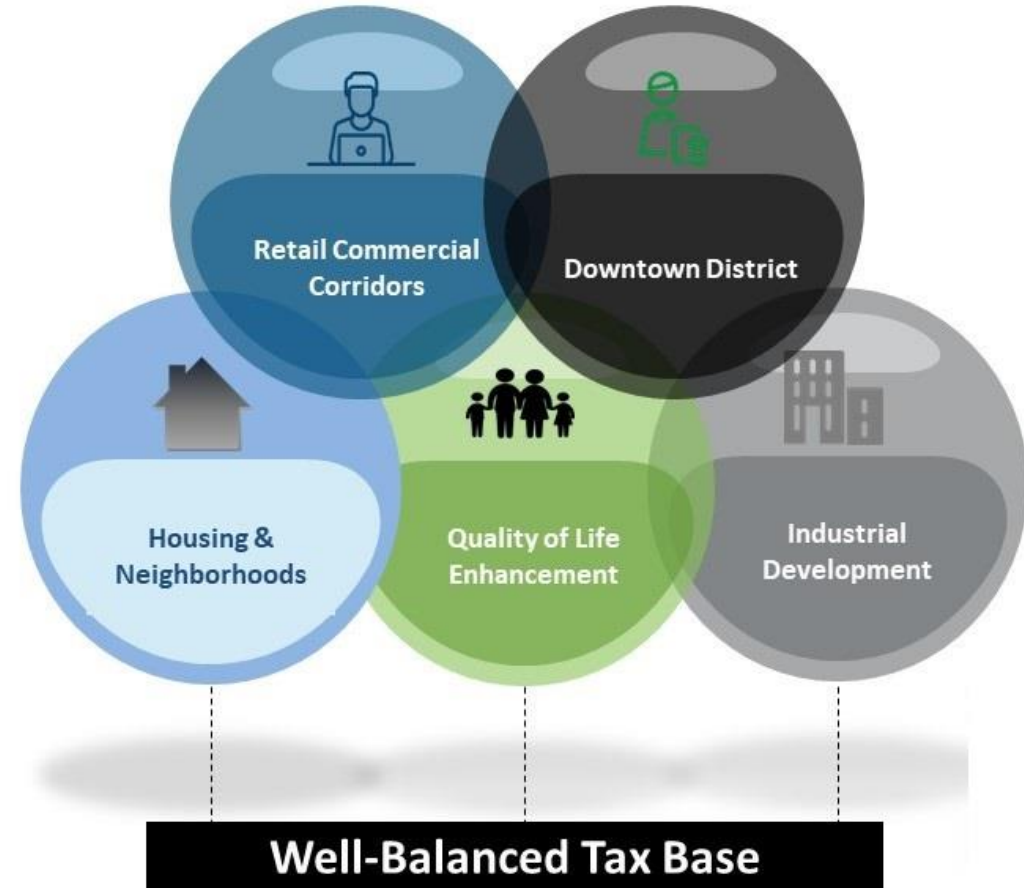 Retail Commercial
Corridors
Downtown District
Housing &
Neighborhoods
Quality of Life
Enhancement
Industrial
Development
Well-Balanced Tax Base